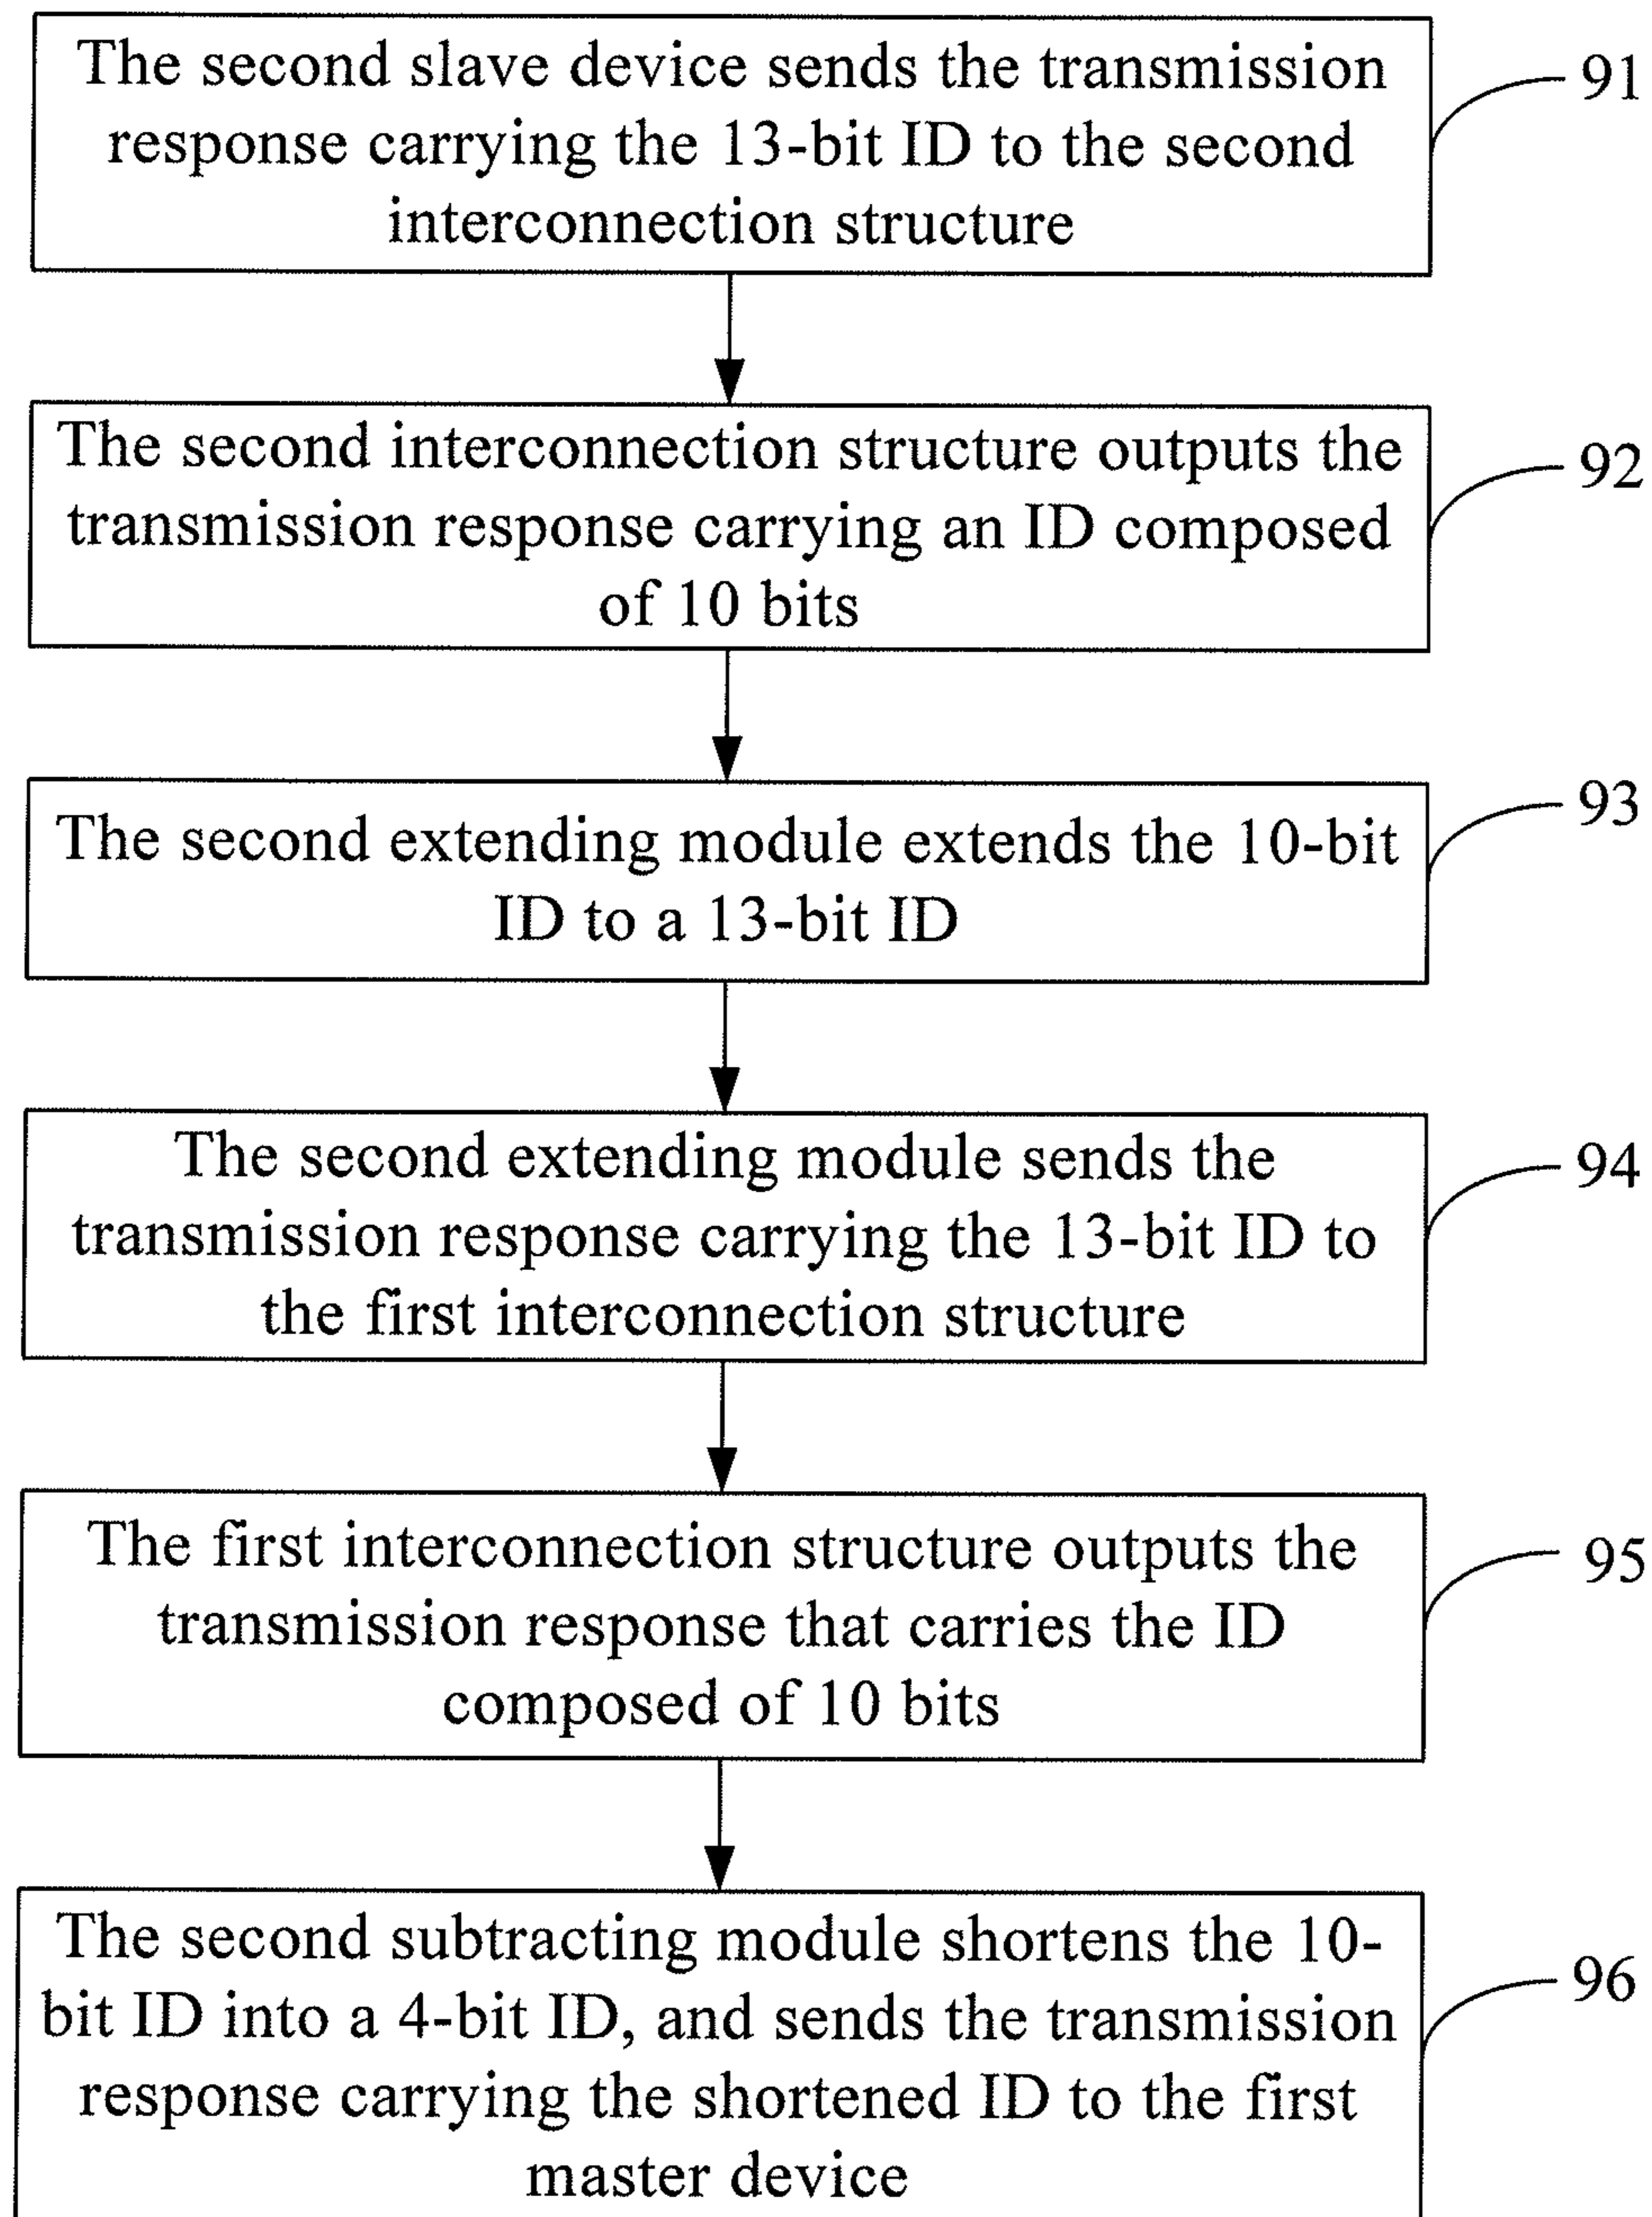 The second slave device sends the transmission
response carrying the 13-bit ID to the second
interconnection structure
91
The second interconnection structure outputs the
transmission response carrying an ID composed
of 10 bits
92
The second extending module extends the 10-bit
ID to a 13-bit ID
93
The second extending module sends the
transmission response carrying the 13-bit ID to
the first interconnection structure
94
The first interconnection structure outputs the
transmission response that carries the ID
composed of 10 bits
95
The second subtracting module shortens the 10-
bit ID into a 4-bit ID, and sends the transmission
response carrying the shortened ID to the first
master device
96